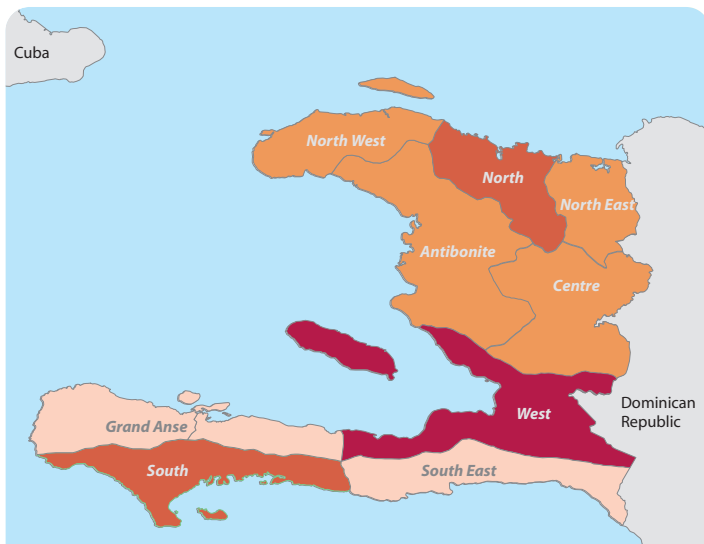 Cuba
North West
North
North East
Antibonite
Centre
Dominican
Republic
West
Grand Anse
South
South East